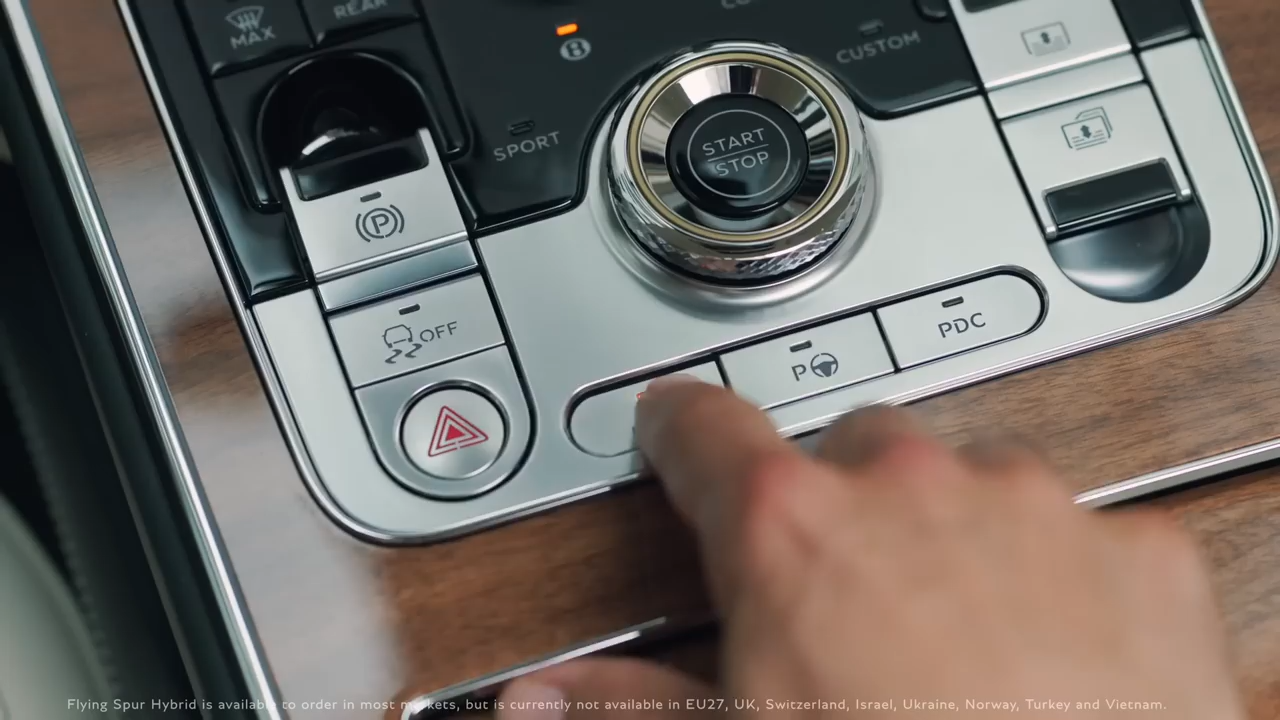 MAX
REAR
B
SPORT
CUSTOM
START
STOP
P
OFF
P
PDC
Flying Spur Hybrid is available to order in most markets, but is currently not available in EU27, UK, Switzerland, Israel, Ukraine, Norway, Turkey and Vietnam.